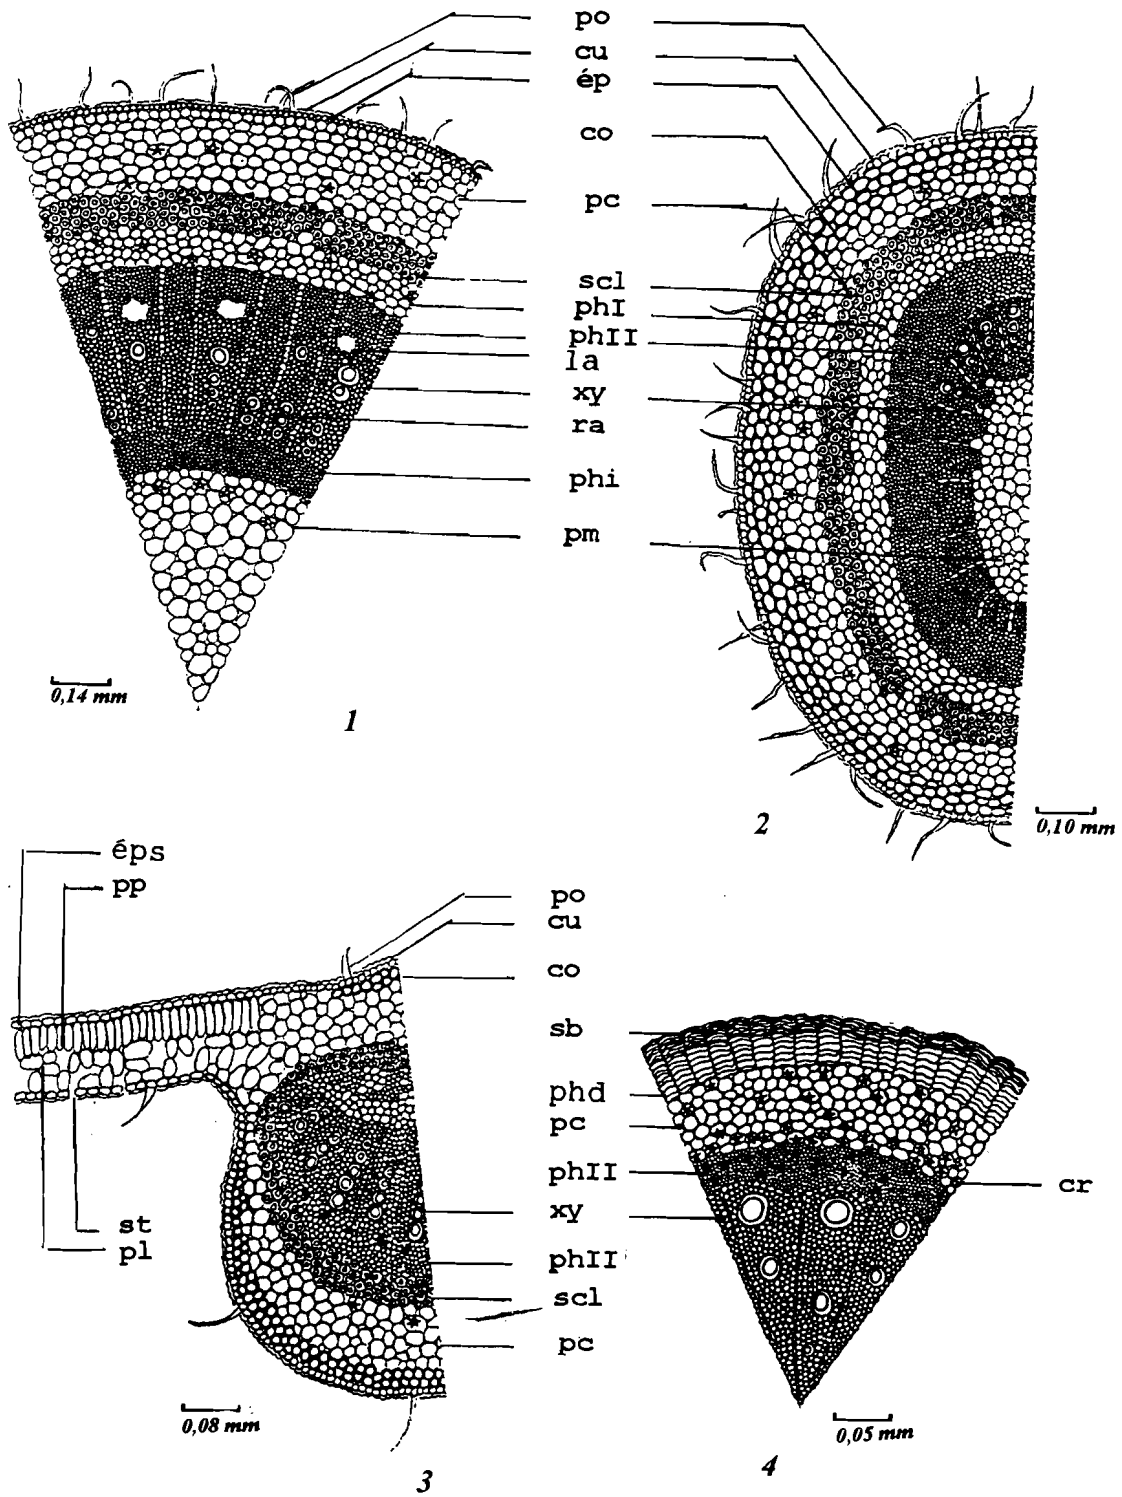 po
cu
ép
co
pc
scl
phI
phII
la
xy
ra
phi
pm
0,14 mm
1
2
0,10 mm
éps
pp
st
pl
po
cu
co
sb
phd
pc
phII
xy
phII
scl
pc
cr
0,08 mm
3
0,05 mm
4